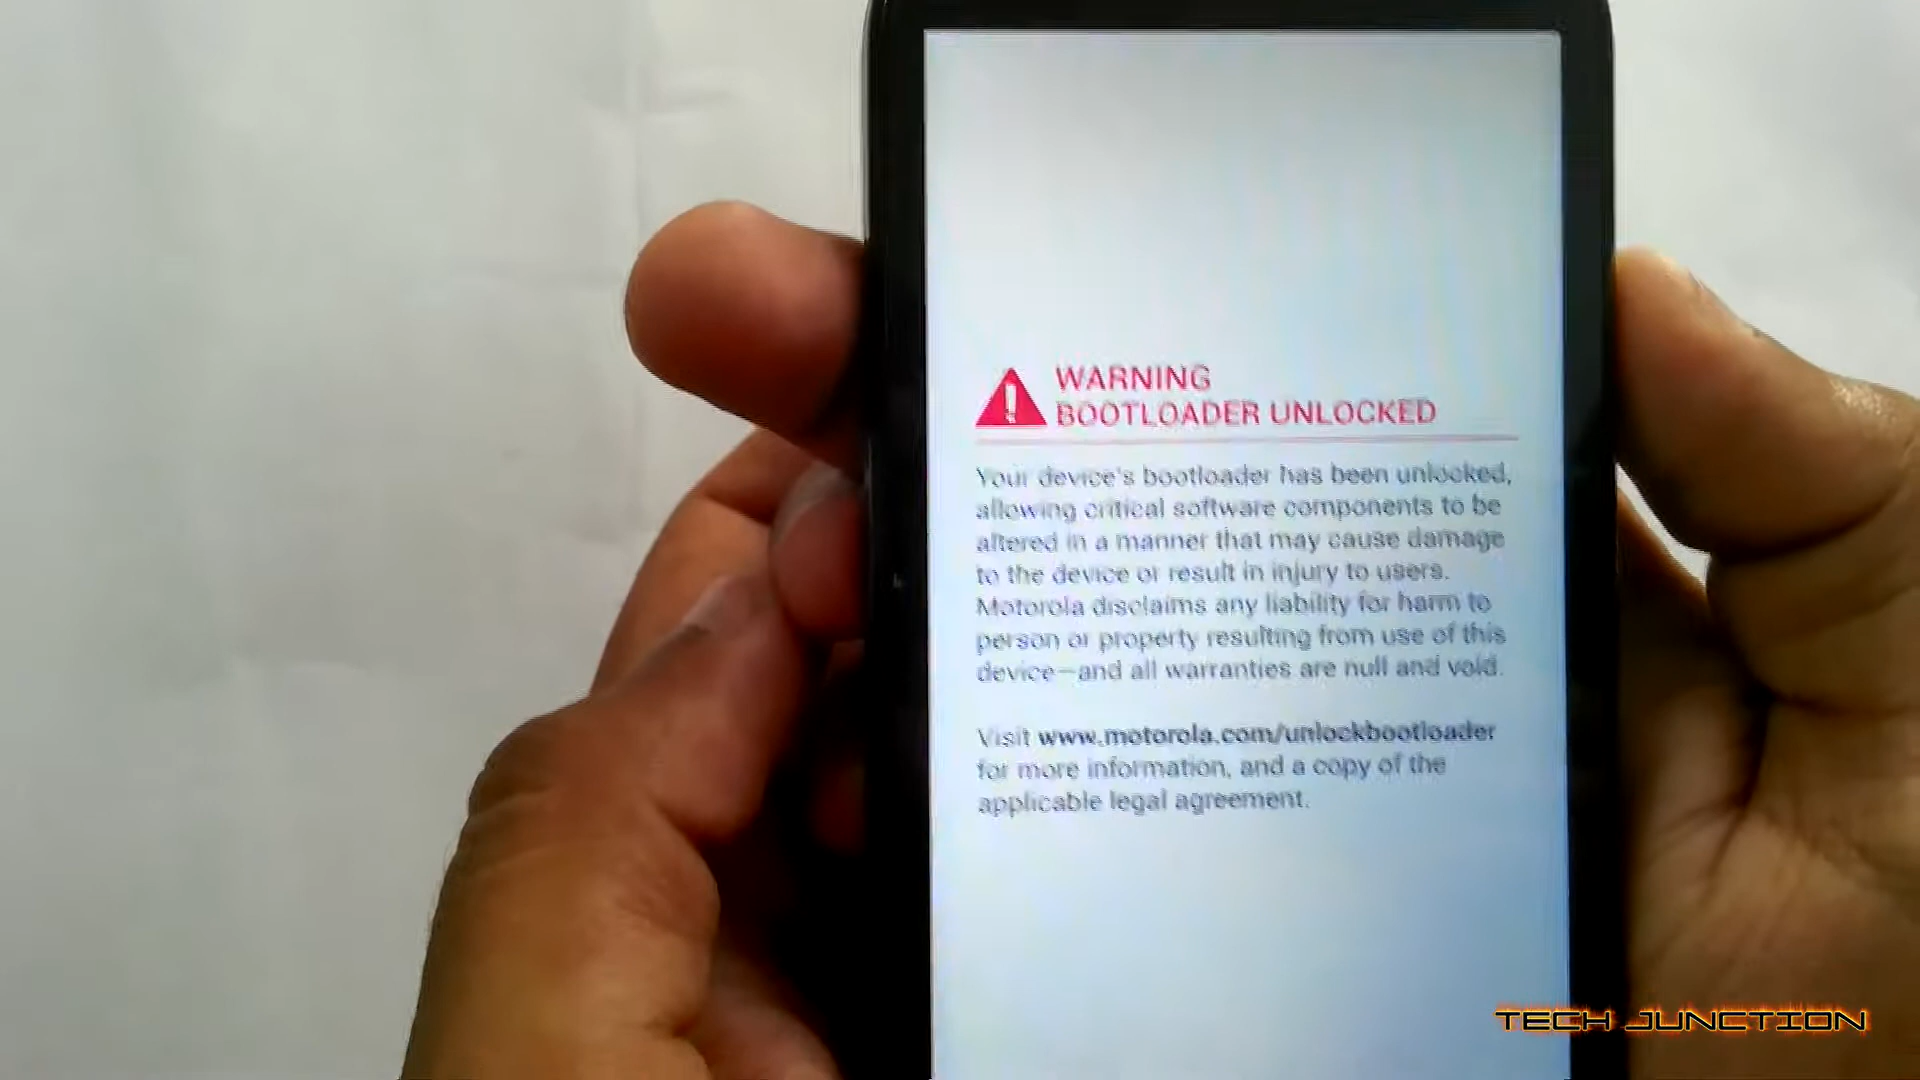 WARNING
BOOTLOADER UNLOCKED
Your device's bootloader has been unlocked,
allowing critical software components to be
altered in a manner that may cause damage
to the device or result in injury to users.
Motorola disclaims any liability for harm to
person or property resulting from use of this
device—and all warranties are null and void.
Visit www.motorola.com/unlockbootloader
for more information, and a copy of the
applicable legal agreement.
TECH JUNCTION